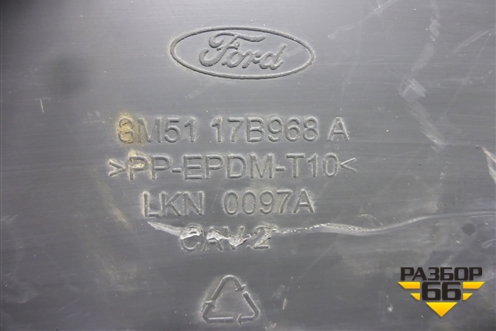 Ford
8M51 17B968 A
>PP-EPDM-T10<
LKN 0097A
CAV-2
РАЗБОР
66